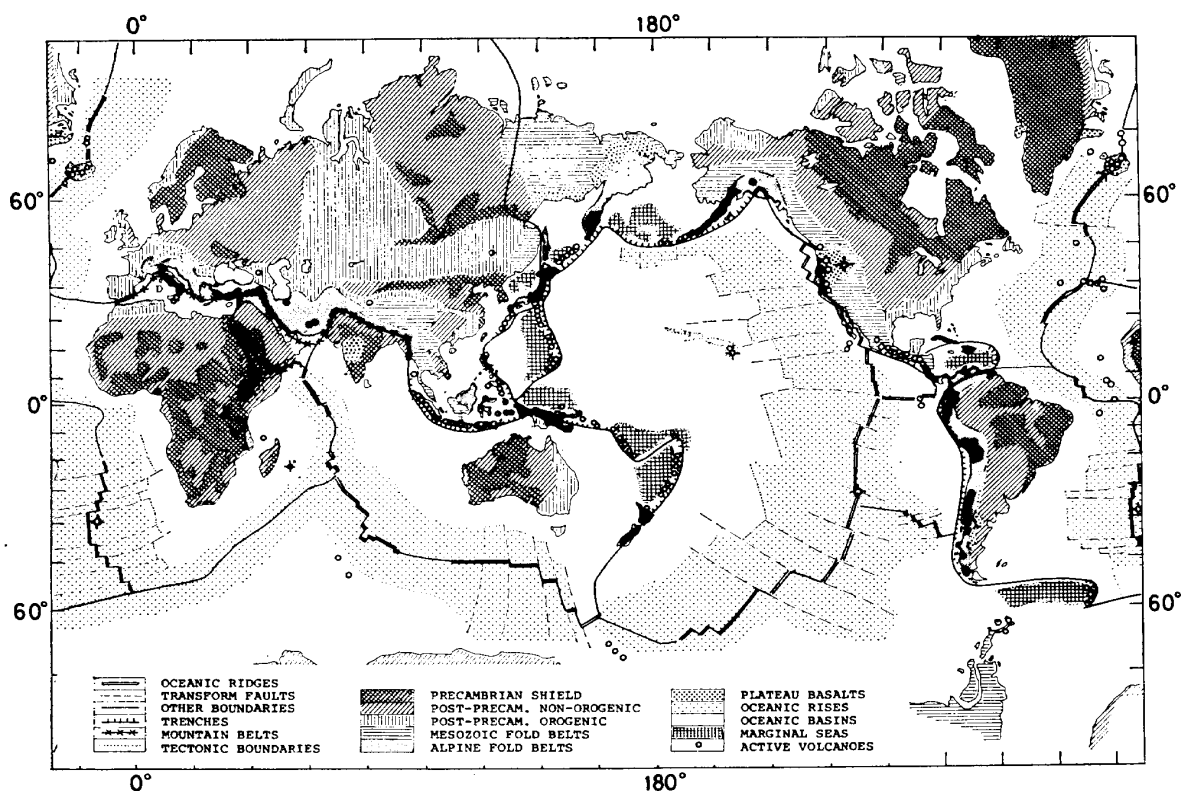 0° 180°
60° 60°
0° 0°
60° 60°
OCEANIC RIDGES
TRANSFORM FAULTS
OTHER BOUNDARIES
TRENCHES
MOUNTAIN BELTS
TECTONIC BOUNDARIES
PRECAMBRIAN SHIELD
POST-PRECAM. NON-OROGENIC
POST-PRECAM. OROGENIC
MESOZOIC FOLD BELTS
ALPINE FOLD BELTS
PLATEAU BASALTS
OCEANIC RISES
OCEANIC BASINS
MARGINAL SEAS
ACTIVE VOLCANOES
0° 180°